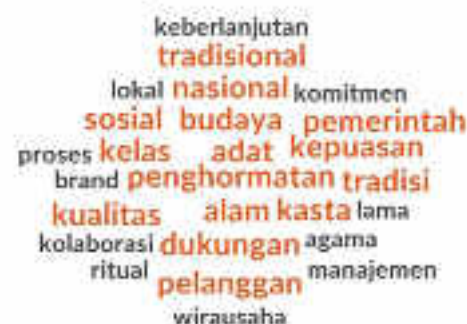 keberlanjutan
tradisional
lokal nasional komitmen
sosial budaya pemerintah
proses kelas adat kepuasan
brand penghormatan tradisi
kualitas alam kasta lama
kolaborasi dukungan agama
ritual pelanggan manajemen
wirausaha